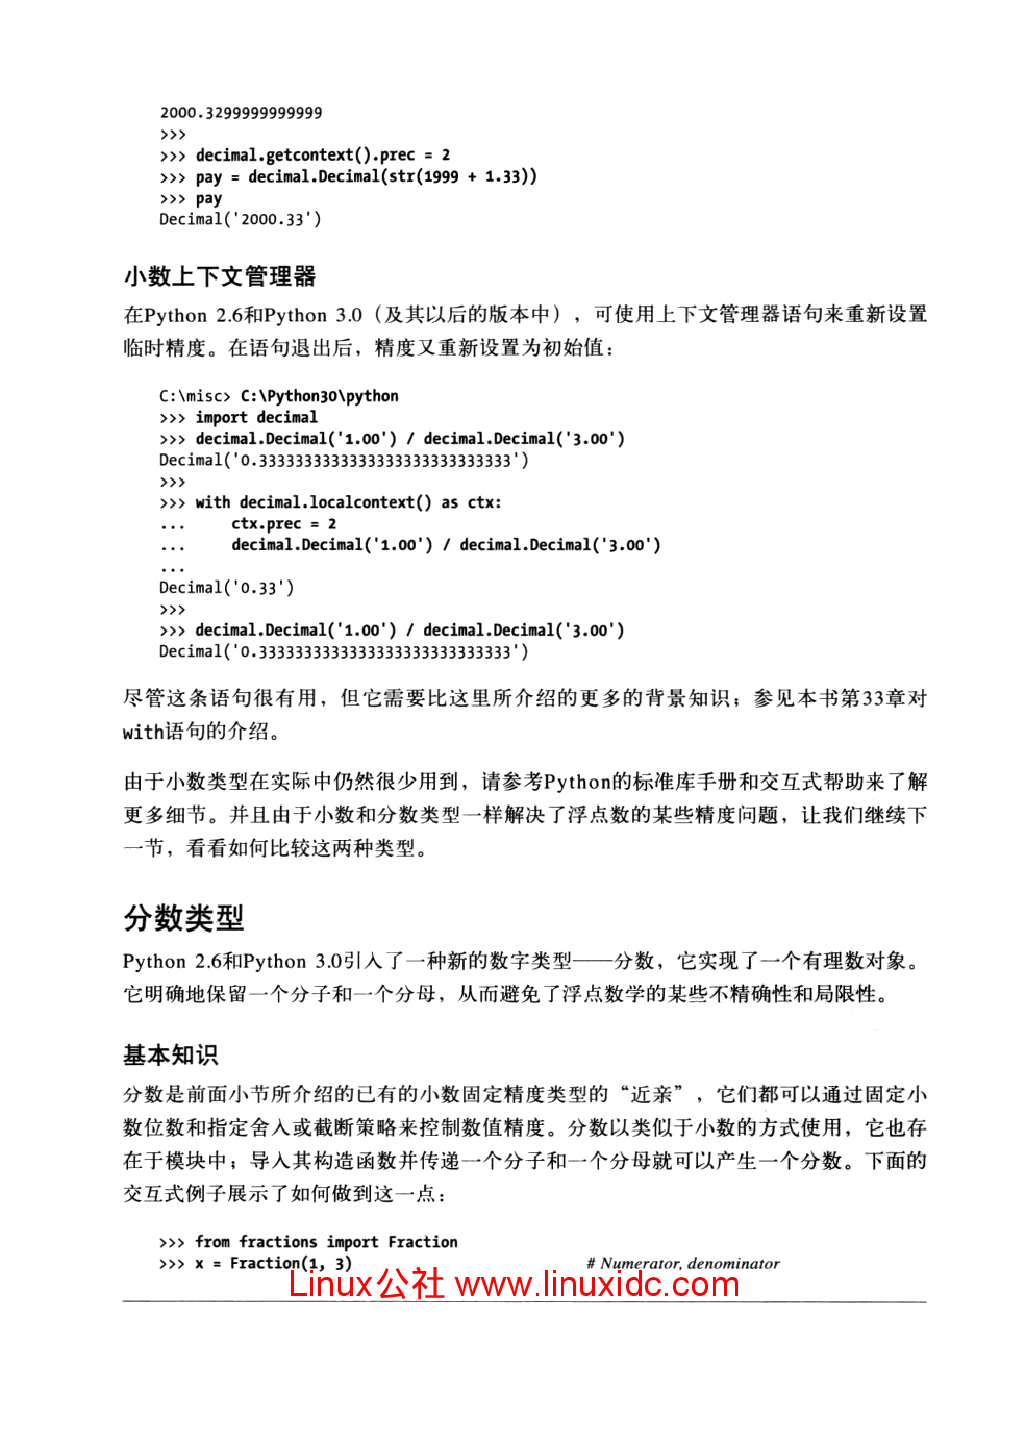 2000.3299999999999
>>>
>>> decimal.getcontext().prec = 2
>>> pay = decimal.Decimal(str(1999 + 1.33))
>>> pay
Decimal('2000.33')
小数上下文管理器
在Python 2.6和Python 3.0（及其以后的版本中），可使用上下文管理器语句来重新设置
临时精度。在语句退出后，精度又重新设置为初始值：
C:\misc> C:\Python30\python
>>> import decimal
>>> decimal.Decimal('1.00') / decimal.Decimal('3.00')
Decimal('0.3333333333333333333333333333')
>>>
>>> with decimal.localcontext() as ctx:
...     ctx.prec = 2
...     decimal.Decimal('1.00') / decimal.Decimal('3.00')
...
Decimal('0.33')
>>>
>>> decimal.Decimal('1.00') / decimal.Decimal('3.00')
Decimal('0.3333333333333333333333333333')
尽管这条语句很有用，但它需要比这里所介绍的更多的背景知识；参见本书第33章对
with语句的介绍。
由于小数类型在实际中仍然很少用到，请参考Python的标准库手册和交互式帮助来了解
更多细节。并且由于小数和分数类型一样解决了浮点数的某些精度问题，让我们继续下
一节，看看如何比较这两种类型。
分数类型
Python 2.6和Python 3.0引入了一种新的数字类型——分数，它实现了一个有理数对象。
它明确地保留一个分子和一个分母，从而避免了浮点数学的某些不精确性和局限性。
基本知识
分数是前面小节所介绍的已有的小数固定精度类型的“近亲”，它们都可以通过固定小
数位数和指定舍入或截断策略来控制数值精度。分数以类似于小数的方式使用，它也存
在于模块中；导入其构造函数并传递一个分子和一个分母就可以产生一个分数。下面的
交互式例子展示了如何做到这一点：
>>> from fractions import Fraction
>>> x = Fraction(1, 3)                          # Numerator, denominator
Linux公社 www.linuxidc.com